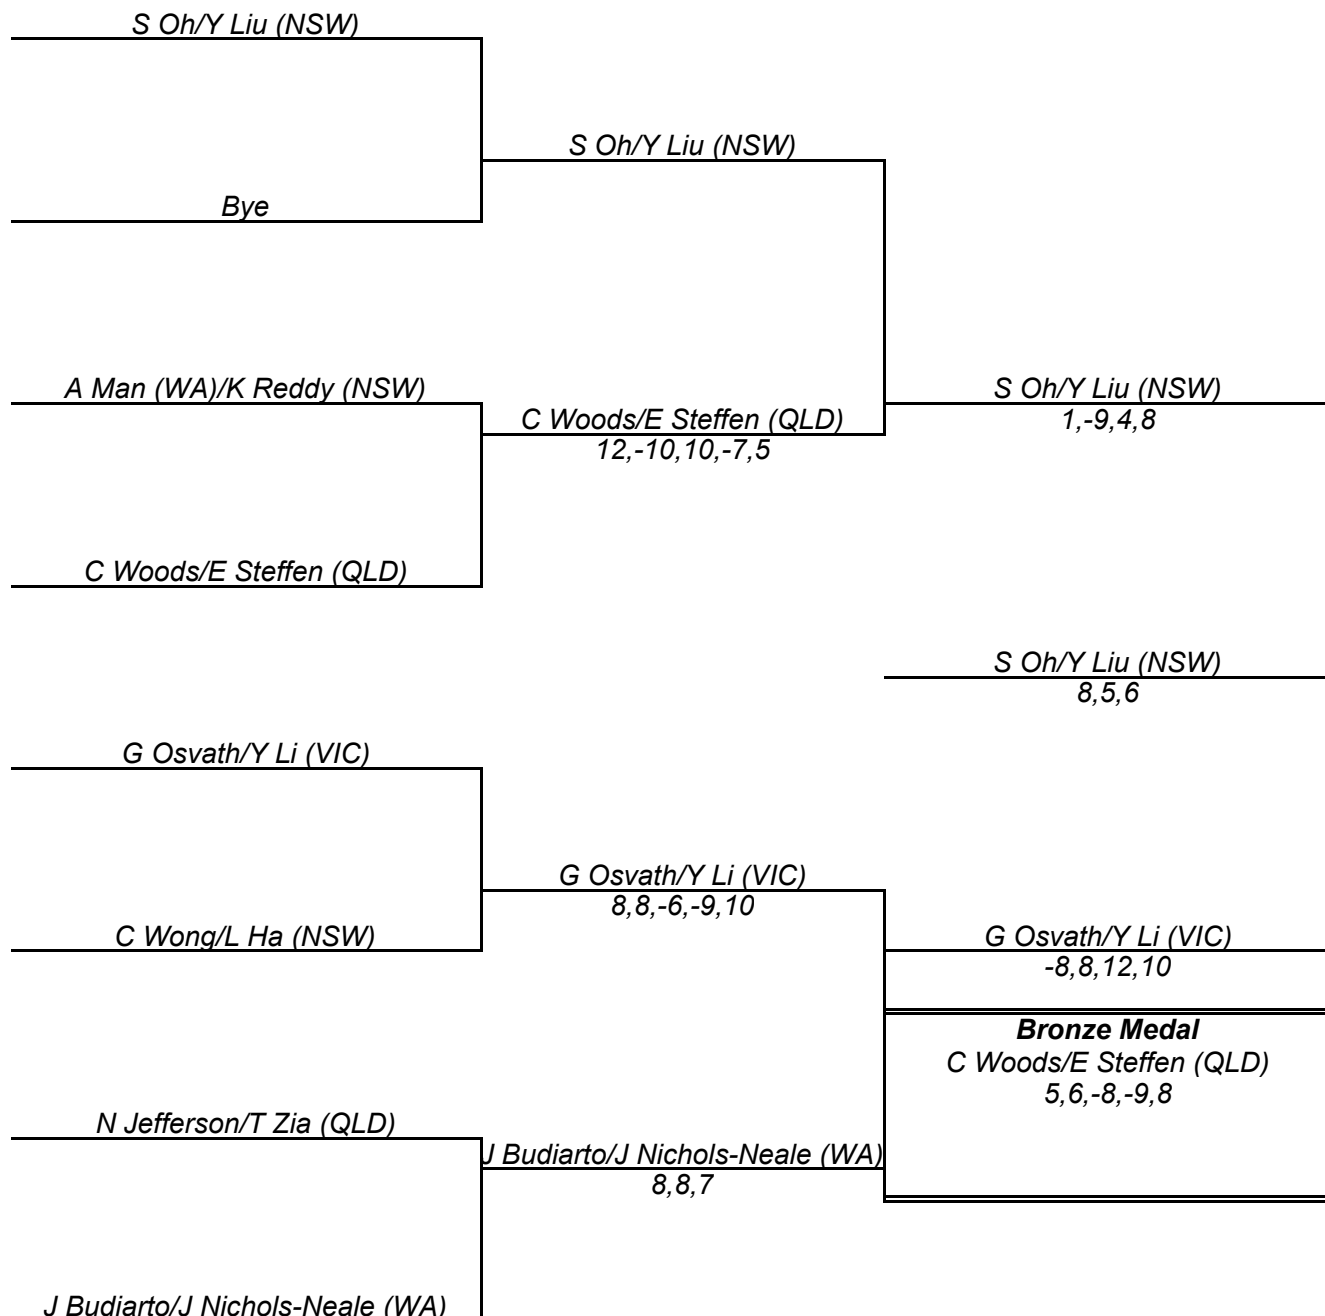 S Oh/Y Liu (NSW)
S Oh/Y Liu (NSW)
Bye
A Man (WA)/K Reddy (NSW)
S Oh/Y Liu (NSW)
1,-9,4,8
C Woods/E Steffen (QLD)
12,-10,10,-7,5
C Woods/E Steffen (QLD)
S Oh/Y Liu (NSW)
8,5,6
G Osvath/Y Li (VIC)
G Osvath/Y Li (VIC)
8,8,-6,-9,10
C Wong/L Ha (NSW)
G Osvath/Y Li (VIC)
-8,8,12,10
Bronze Medal
C Woods/E Steffen (QLD)
5,6,-8,-9,8
N Jefferson/T Zia (QLD)
J Budiarto/J Nichols-Neale (WA)
8,8,7
J Budiarto/J Nichols-Neale (WA)